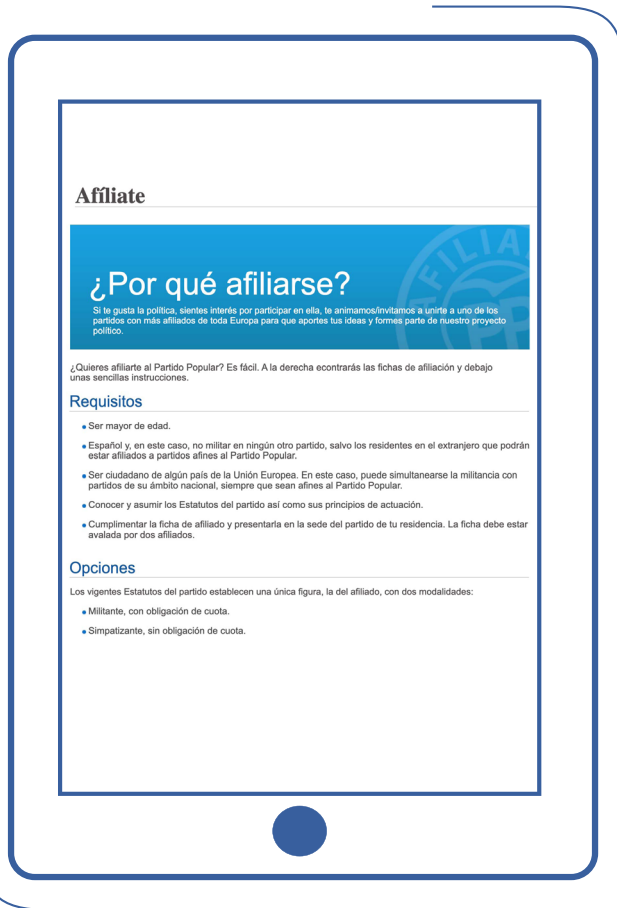 Afíliate
¿Por qué afiliarse?
Si te gusta la política, sientes interés por participar en ella, te animamos/invitamos a unirte a uno de los
partidos con más afiliados de toda Europa para que aportes tus ideas y formes parte de nuestro proyecto
político.
AFILIA
PP
¿Quieres afiliarte al Partido Popular? Es fácil. A la derecha econtrarás las fichas de afiliación y debajo
unas sencillas instrucciones.
Requisitos
Ser mayor de edad.
Español y, en este caso, no militar en ningún otro partido, salvo los residentes en el extranjero que podrán
estar afiliados a partidos afines al Partido Popular.
Ser ciudadano de algún país de la Unión Europea. En este caso, puede simultanearse la militancia con
partidos de su ámbito nacional, siempre que sean afines al Partido Popular.
Conocer y asumir los Estatutos del partido así como sus principios de actuación.
Cumplimentar la ficha de afiliado y presentarla en la sede del partido de tu residencia. La ficha debe estar
avalada por dos afiliados.
Opciones
Los vigentes Estatutos del partido establecen una única figura, la del afiliado, con dos modalidades:
Militante, con obligación de cuota.
Simpatizante, sin obligación de cuota.